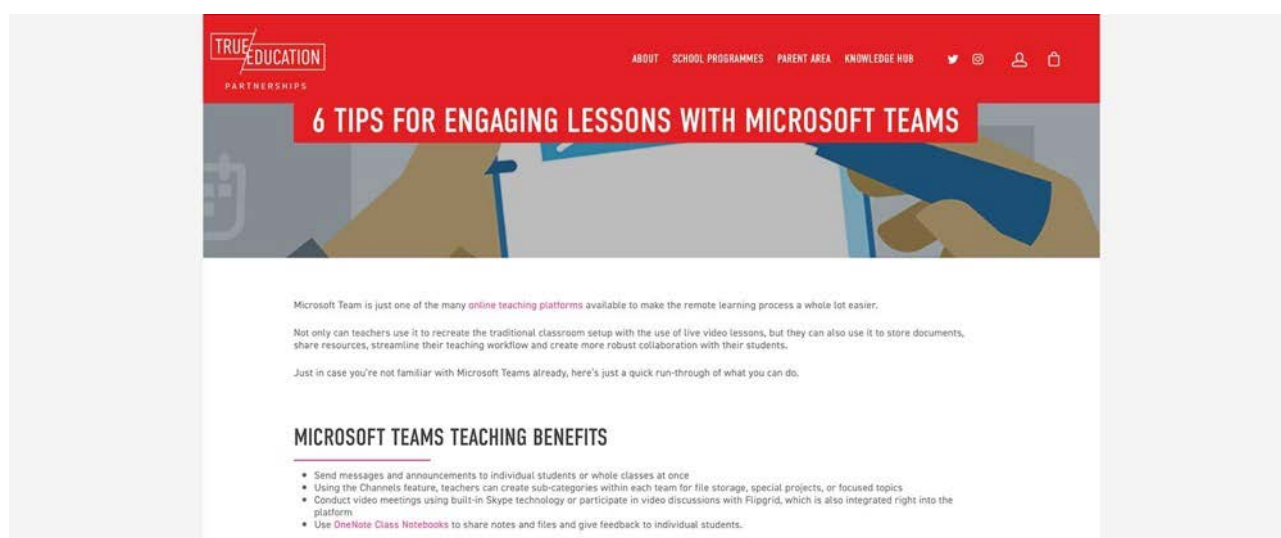 TRUE EDUCATION
PARTNERSHIPS
ABOUT SCHOOL PROGRAMMES PARENT AREA KNOWLEDGE HUB
6 TIPS FOR ENGAGING LESSONS WITH MICROSOFT TEAMS
Microsoft Team is just one of the many online teaching platforms available to make the remote learning process a whole lot easier.
Not only can teachers use it to recreate the traditional classroom setup with the use of live video lessons, but they can also use it to store documents,
share resources, streamline their teaching workflow and create more robust collaboration with their students.
Just in case you're not familiar with Microsoft Teams already, here's just a quick run-through of what you can do.
MICROSOFT TEAMS TEACHING BENEFITS
• Send messages and announcements to individual students or whole classes at once
• Using the Channels feature, teachers can create sub-categories within each team for file storage, special projects, or focused topics
• Conduct video meetings using built-in Skype technology or participate in video discussions with Flipgrid, which is also integrated right into the
platform
• Use OneNote Class Notebooks to share notes and files and give feedback to individual students.